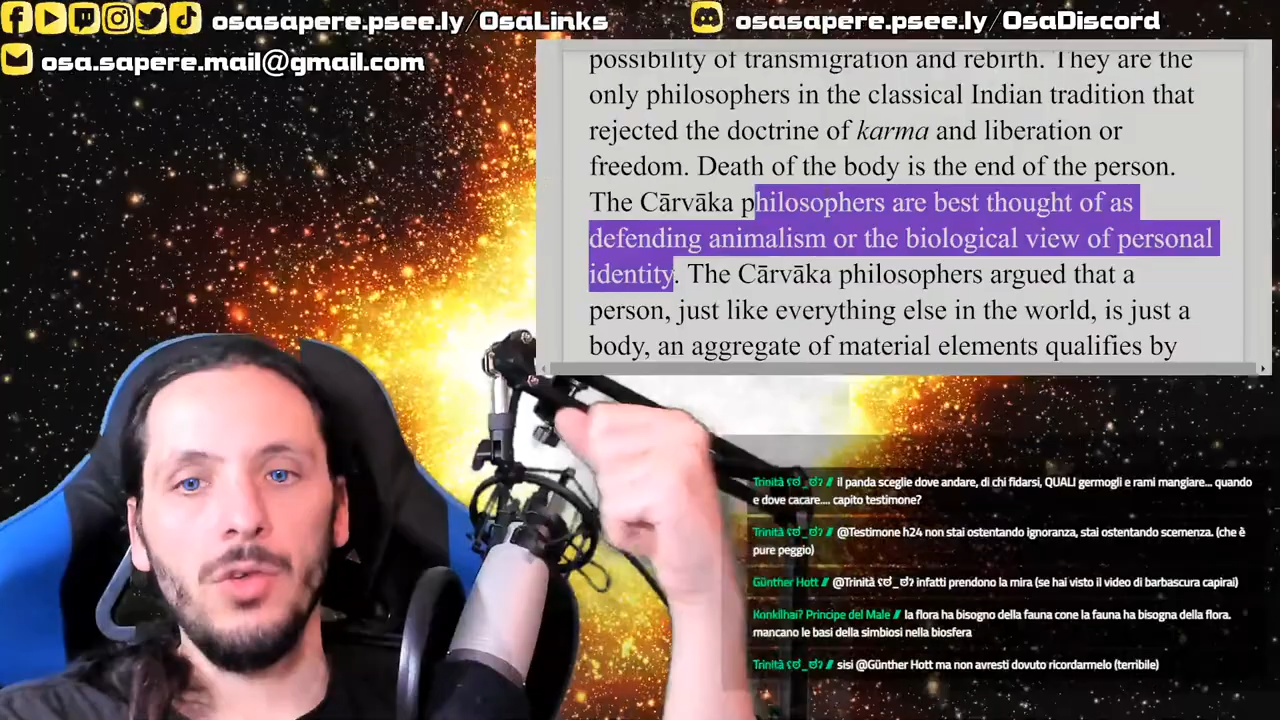 osasapere.psee.ly/OsaLinks
osasapere.psee.ly/OsaDiscord
osa.sapere.mail@gmail.com
possibility of transmigration and rebirth. They are the
only philosophers in the classical Indian tradition that
rejected the doctrine of karma and liberation or
freedom. Death of the body is the end of the person.
The Cārvāka philosophers are best thought of as
defending animalism or the biological view of personal
identity. The Cārvāka philosophers argued that a
person, just like everything else in the world, is just a
body, an aggregate of material elements qualifies by
Trinità ʕಠ_ಠʔ // il panda sceglie dove andare, di chi fidarsi, QUALI germogli e rami mangiare... quando
e dove cacare.... capito testimone?
Trinità ʕಠ_ಠʔ // @Testimone h24 non stai ostentando ignoranza, stai ostentando scemenza. (che è
pure peggio)
Günther Hott // @Trinità ʕಠ_ಠʔ infatti prendono la mira (se hai visto il video di barbascura capirai)
Konkilhai? Principe del Male // la flora ha bisogno della fauna cone la fauna ha bisogna della flora.
mancano le basi della simbiosi nella biosfera
Trinità ʕಠ_ಠʔ // sisi @Günther Hott ma non avresti dovuto ricordarmelo (terribile)